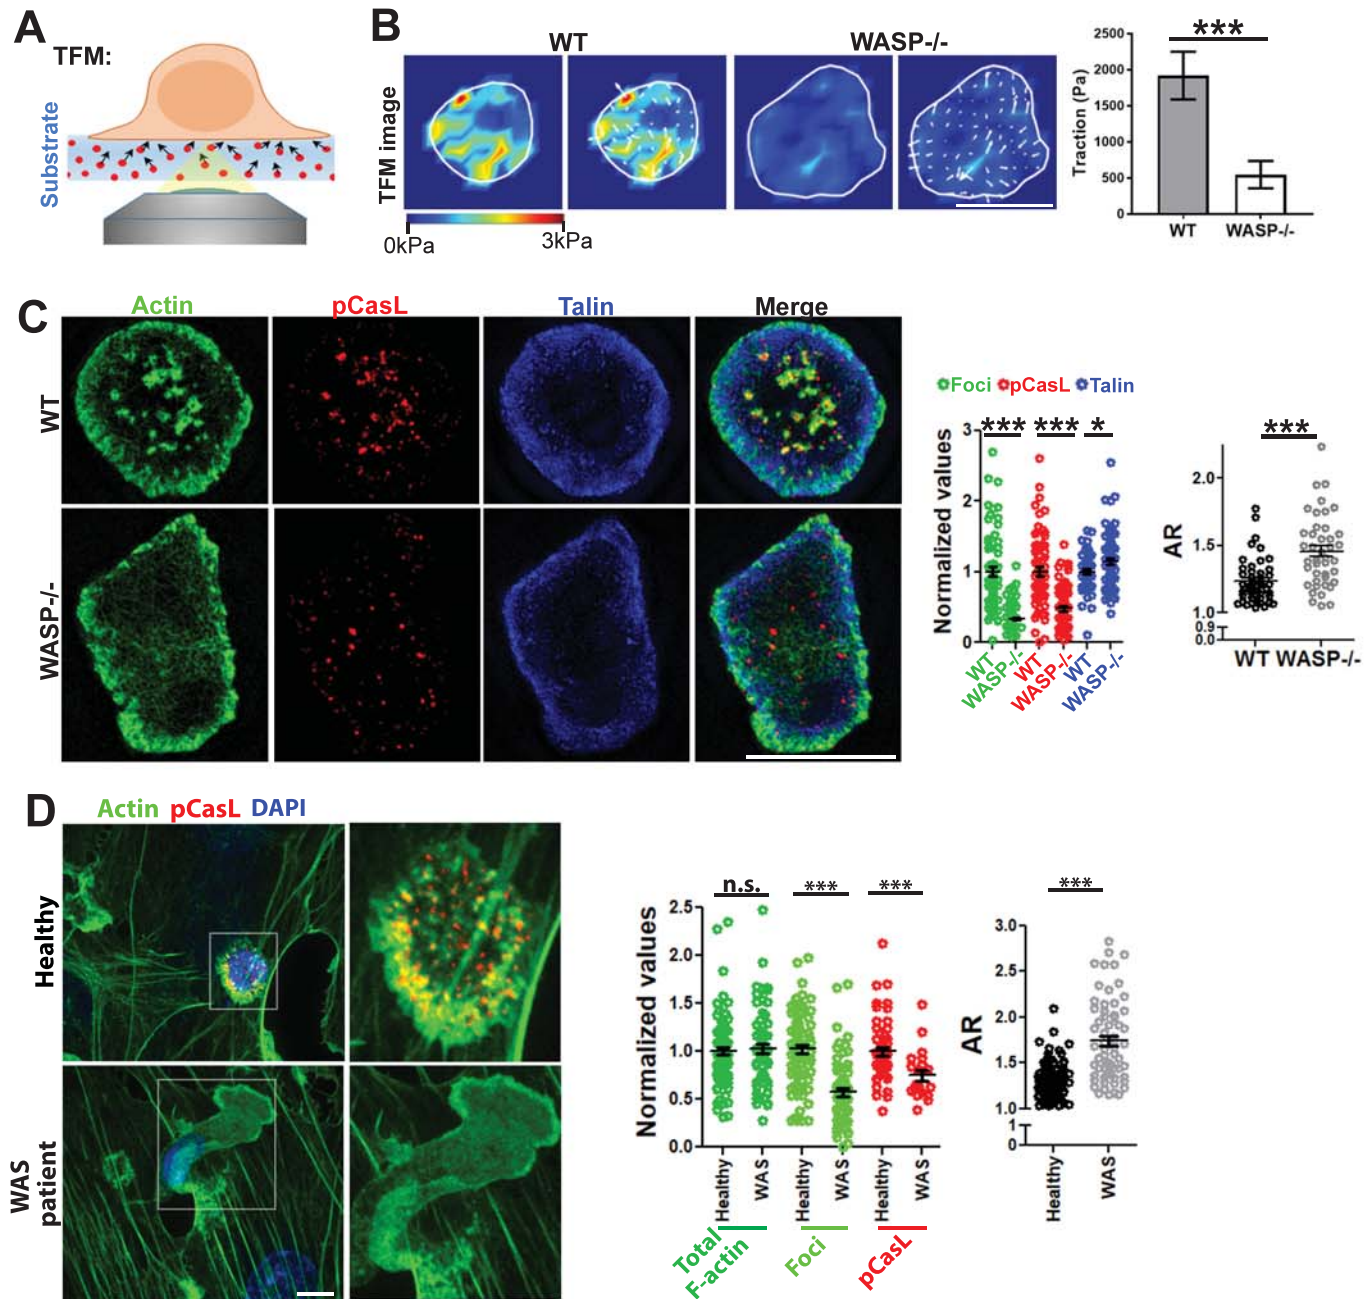 A
TFM:
Substrate
B
WT
WASP-/-
TFM image
0kPa
3kPa
***
Traction (Pa)
2500
2000
1500
1000
500
0
WT
WASP-/-
C
Actin
pCasL
Talin
Merge
WT
WASP-/-
Foci
pCasL
Talin
***
***
*
Normalized values
3
2
1
0
WT
WASP-/-
WT
WASP-/-
WT
WASP-/-
***
AR
2.0
1.5
1.0
0.9
0.0
WT WASP-/-
D
Actin pCasL DAPI
Healthy
WAS
patient
n.s.
***
***
Normalized values
2.5
2.0
1.5
1.0
0.5
0.0
Healthy
WAS
Healthy
WAS
Healthy
WAS
Total
F-actin
Foci
pCasL
***
AR
3.0
2.5
2.0
1.5
1.0
1
0
Healthy
WAS